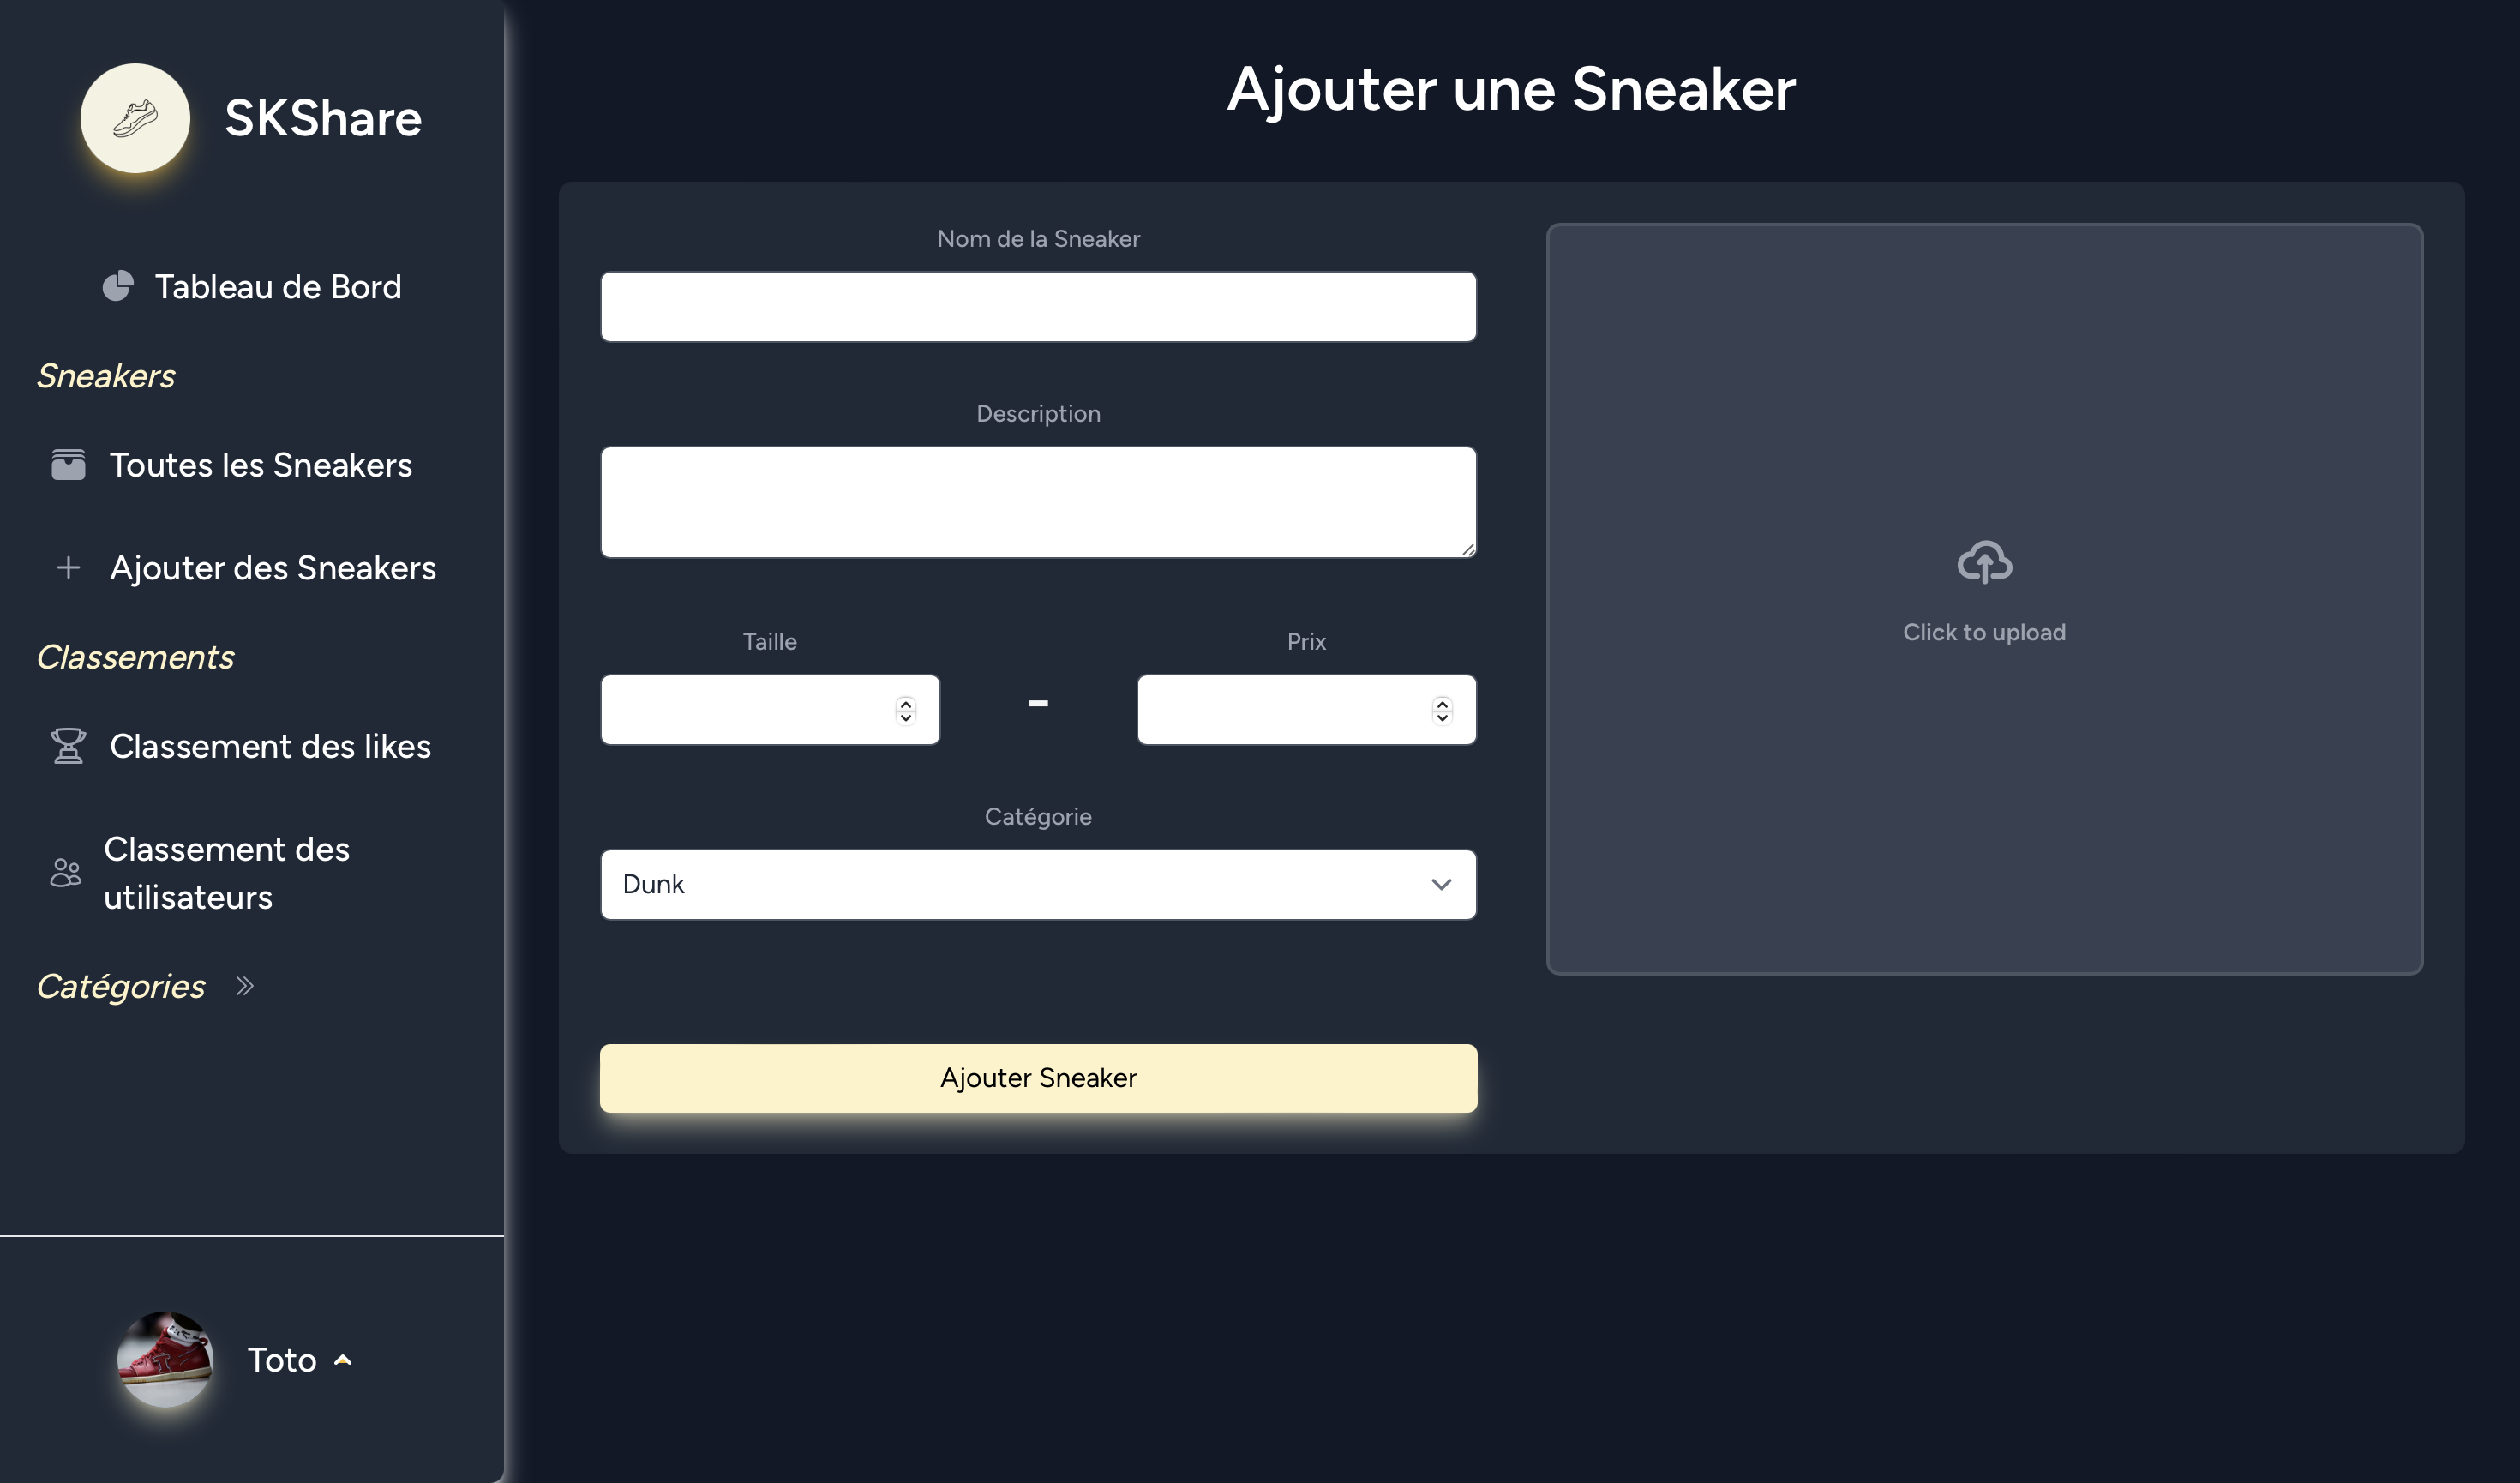 SKShare
Tableau de Bord
Sneakers
Toutes les Sneakers
Ajouter des Sneakers
Classements
Classement des likes
Classement des
utilisateurs
Catégories
Toto
Ajouter une Sneaker
Nom de la Sneaker
Description
Taille
-
Prix
Catégorie
Dunk
Ajouter Sneaker
Click to upload